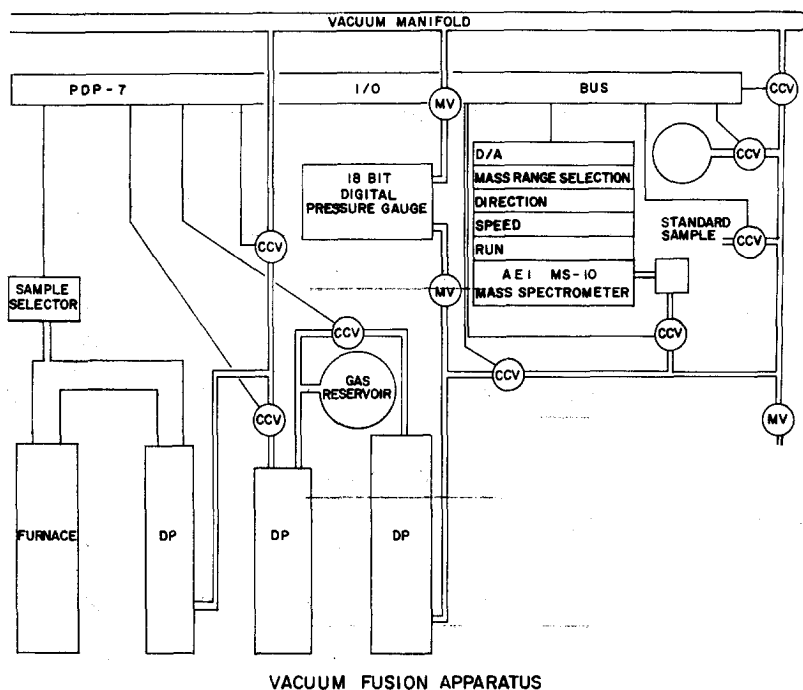 VACUUM MANIFOLD
PDP-7 I/O BUS
CCV
MV
CCV
D/A
18 BIT
DIGITAL
PRESSURE GAUGE
MASS RANGE SELECTION
DIRECTION
SPEED
RUN
STANDARD
SAMPLE
CCV
CCV
AEI MS-10
MASS SPECTROMETER
SAMPLE
SELECTOR
MV
CCV
CCV
CCV
GAS
RESERVOIR
CCV
MV
FURNACE
DP
DP
DP
VACUUM FUSION APPARATUS